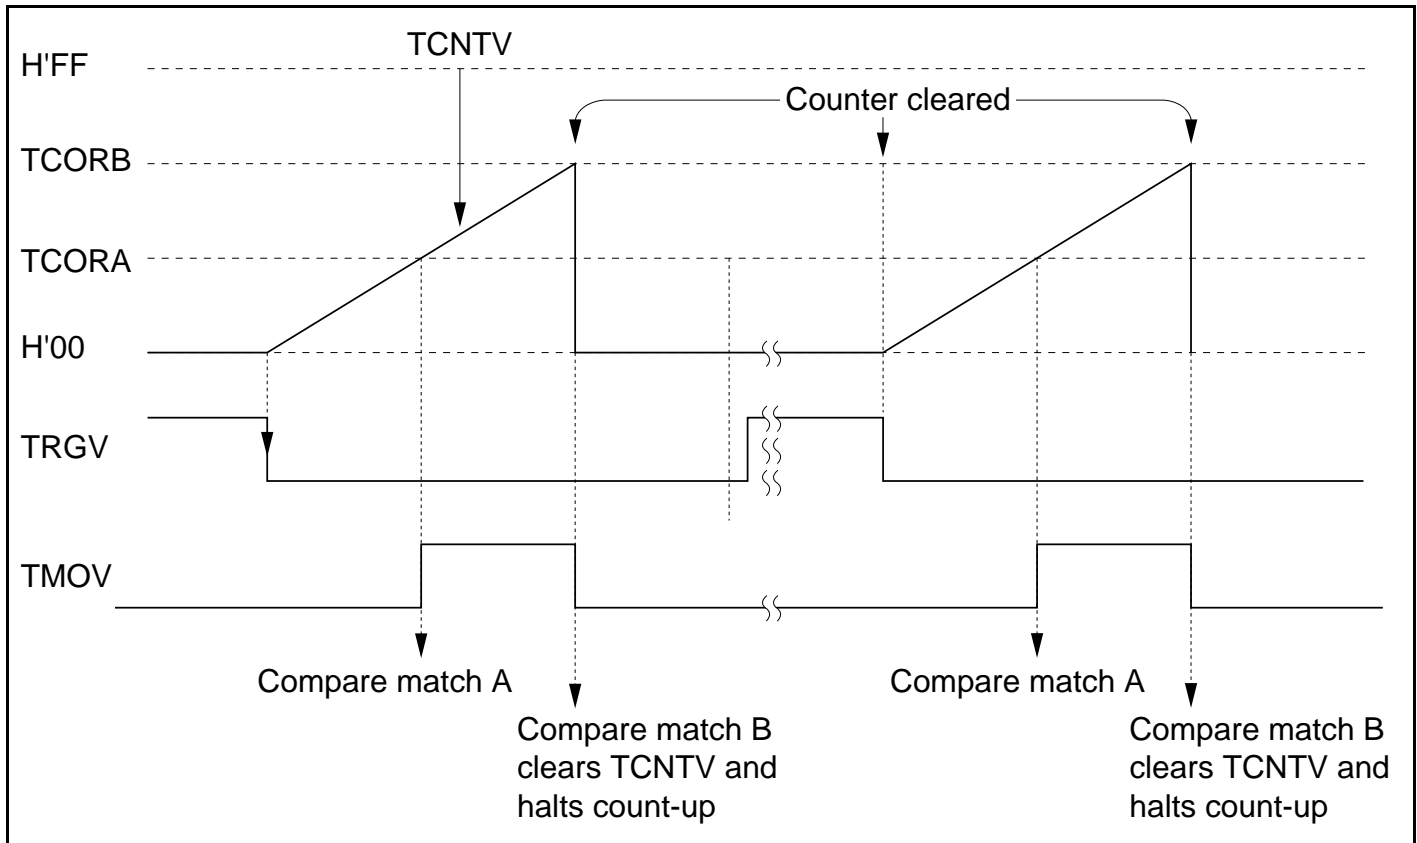 TCNTV
H'FF
Counter cleared
TCORB
TCORA
H'00
TRGV
TMOV
Compare match A
Compare match A
Compare match B
clears TCNTV and
halts count-up
Compare match B
clears TCNTV and
halts count-up